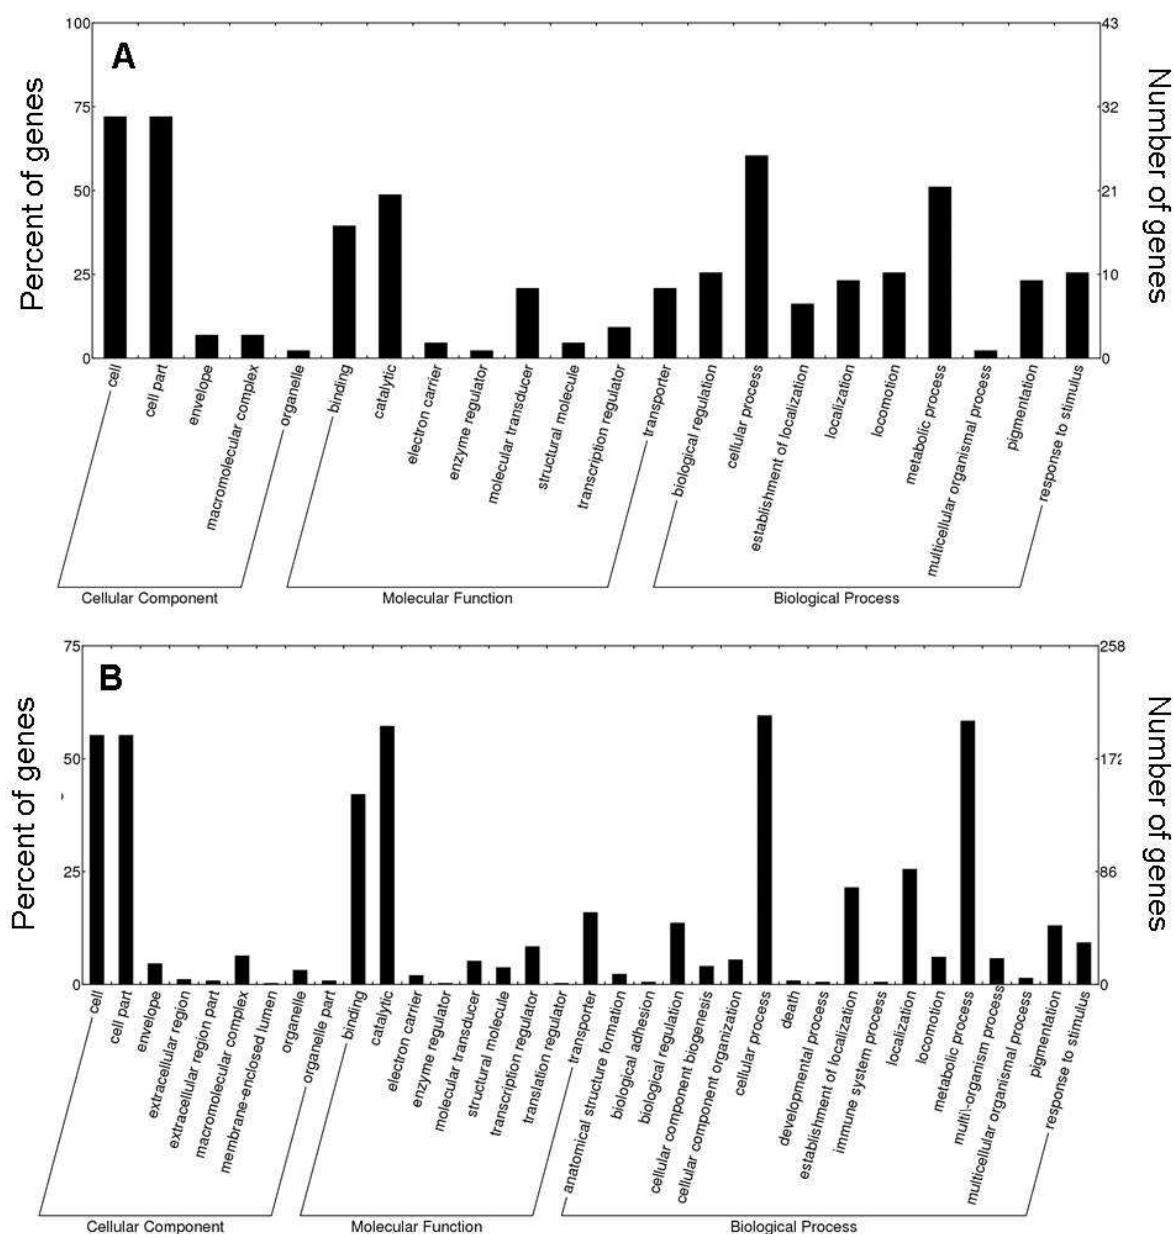 A
Percent of genes
Number of genes
100
75
50
25
0
43
32
21
10
0
cell
cell part
envelope
macromolecular complex
organelle
binding
catalytic
electron carrier
enzyme regulator
molecular transducer
structural molecule
transcription regulator
transporter
biological regulation
cellular process
establishment of localization
localization
locomotion
metabolic process
multicellular organismal process
pigmentation
response to stimulus
Cellular Component
Molecular Function
Biological Process
B
Percent of genes
Number of genes
75
50
25
0
258
172
86
0
cell
cell part
envelope
extracellular region
extracellular region part
macromolecular complex
membrane-enclosed lumen
organelle
organelle part
binding
catalytic
electron carrier
enzyme regulator
molecular transducer
structural molecule
transcription regulator
translation regulator
transporter
anatomical structure formation
biological adhesion
biological regulation
cellular component biogenesis
cellular component organization
cellular process
death
developmental process
establishment of localization
immune system process
localization
locomotion
metabolic process
multi-organism process
multicellular organismal process
pigmentation
response to stimulus
Cellular Component
Molecular Function
Biological Process